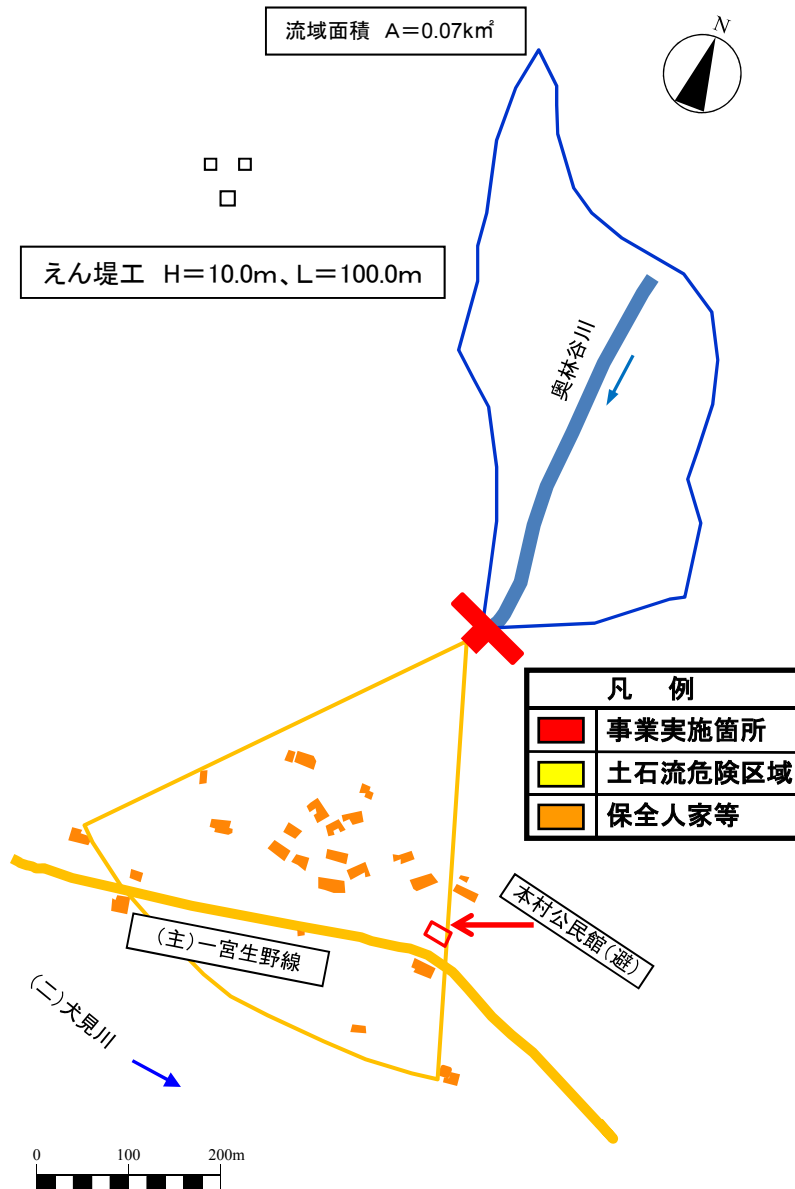 流域面積 A＝0.07k㎡
N
えん堤工 H＝10.0m、L＝100.0m
奥林谷川
凡 例
事業実施箇所
土石流危険区域
保全人家等
本村公民館(避)
(主)一宮生野線
(二)犬見川
0 100 200m